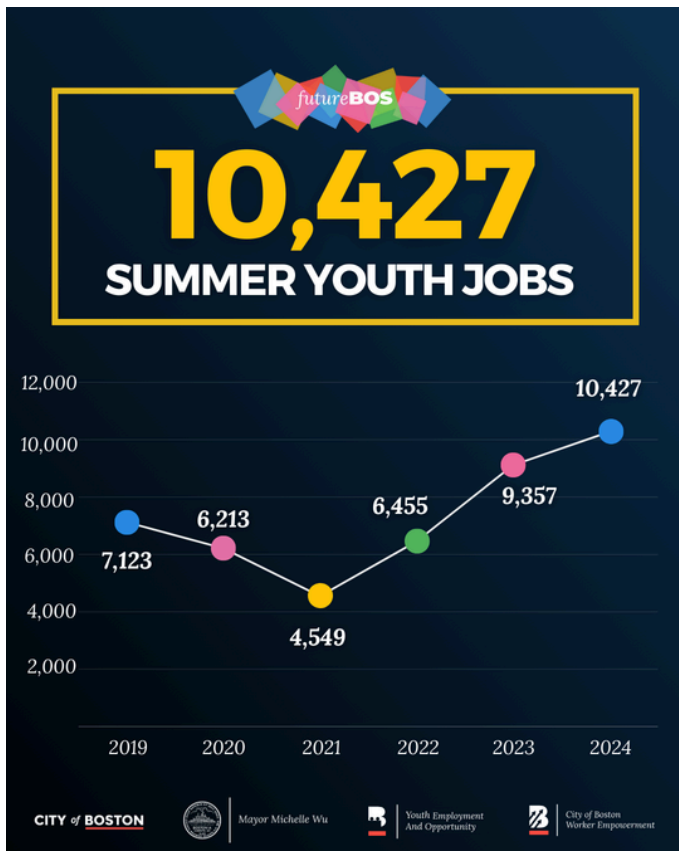 futureBOS
10,427
SUMMER YOUTH JOBS
12,000
10,427
10,000
9,357
8,000
6,455
6,213
7,123
6,000
4,549
4,000
2,000
2019 2020 2021 2022 2023 2024
CITY of BOSTON
Mayor Michelle Wu
B
Youth Employment
And Opportunity
B
City of Boston
Worker Empowerment